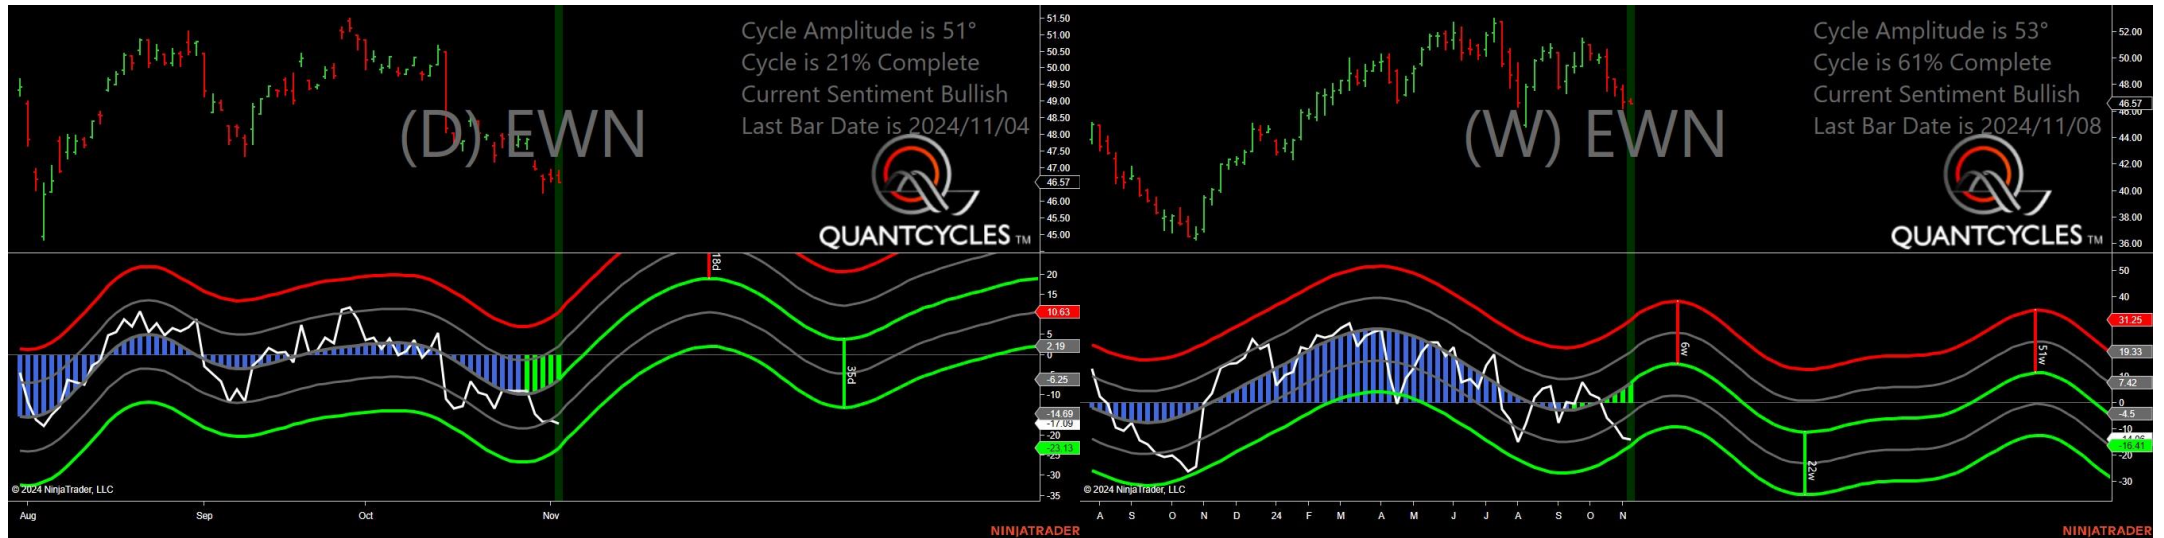 Cycle Amplitude is 51°
Cycle is 21% Complete
Current Sentiment Bullish
Last Bar Date is 2024/11/04
(D) EWN
QUANTCYCLES TM
51.50
51.00
50.50
50.00
49.50
49.00
48.50
48.00
47.50
47.00
46.57
46.00
45.50
45.00
18d
35d
20
15
10.63
5
2.19
0
-6.25
-10
-14.69
-17.09
-20
-23.13
-25
-30
-35
© 2024 NinjaTrader, LLC
Aug
Sep
Oct
Nov
NINJATRADER
Cycle Amplitude is 53°
Cycle is 61% Complete
Current Sentiment Bullish
Last Bar Date is 2024/11/08
(W) EWN
QUANTCYCLES TM
52.00
50.00
48.00
46.57
46.00
44.00
42.00
40.00
38.00
36.00
6w
22w
51w
50
40
31.25
19.33
10
7.42
0
-4.5
-10
-16.41
-20
-30
© 2024 NinjaTrader, LLC
A S O N D 24 F M A M J J A S O N
NINJATRADER